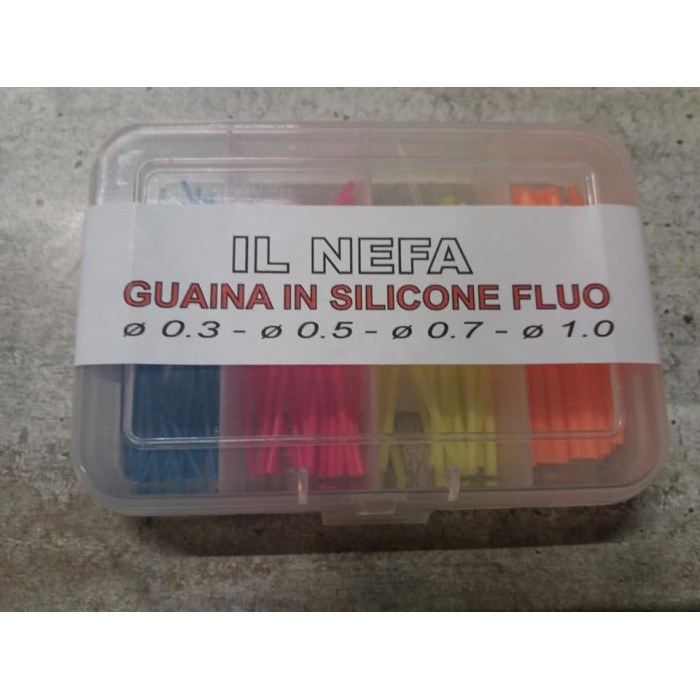 IL NEFA
GUAINA IN SILICONE FLUO
ø 0.3 - ø 0.5 - ø 0.7 - ø 1.0